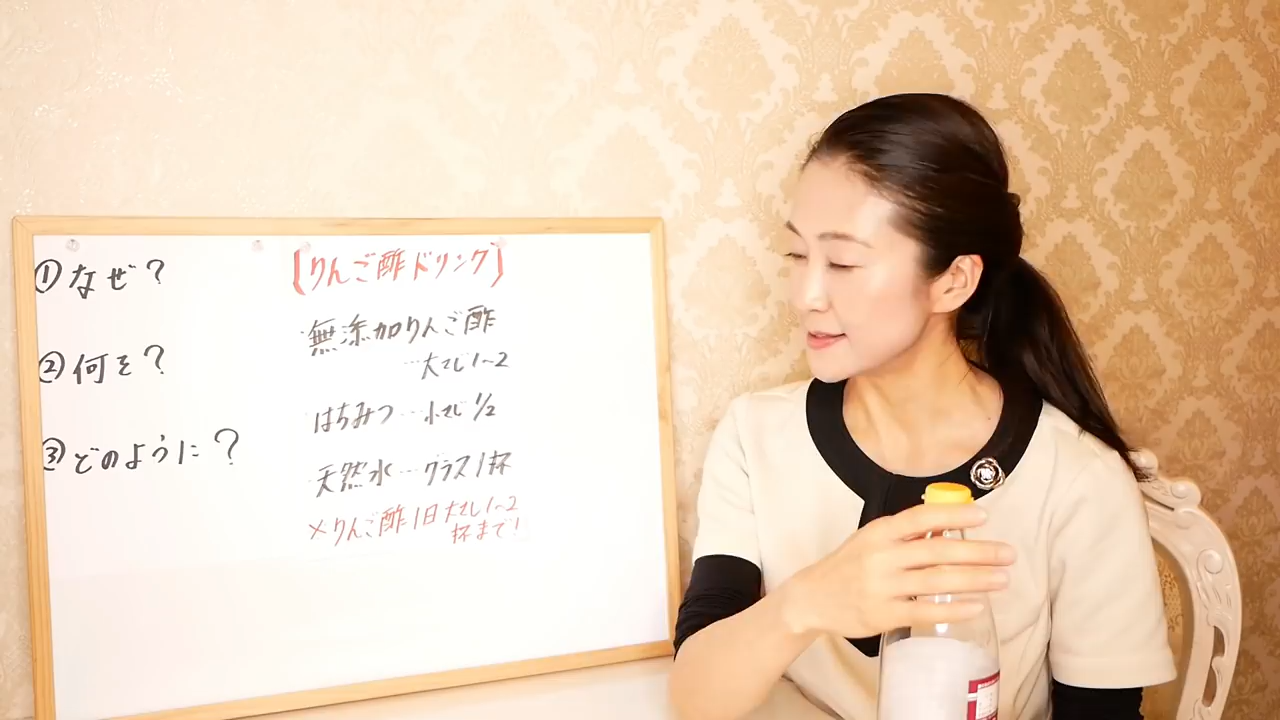 ①なぜ？
②何を？
③どのように？
【りんご酢ドリンク】
・無添加りんご酢
…大さじ1~2
・はちみつ…小さじ1/2
・天然水…グラス1杯
×りんご酢1日大さじ1~2
杯まで！